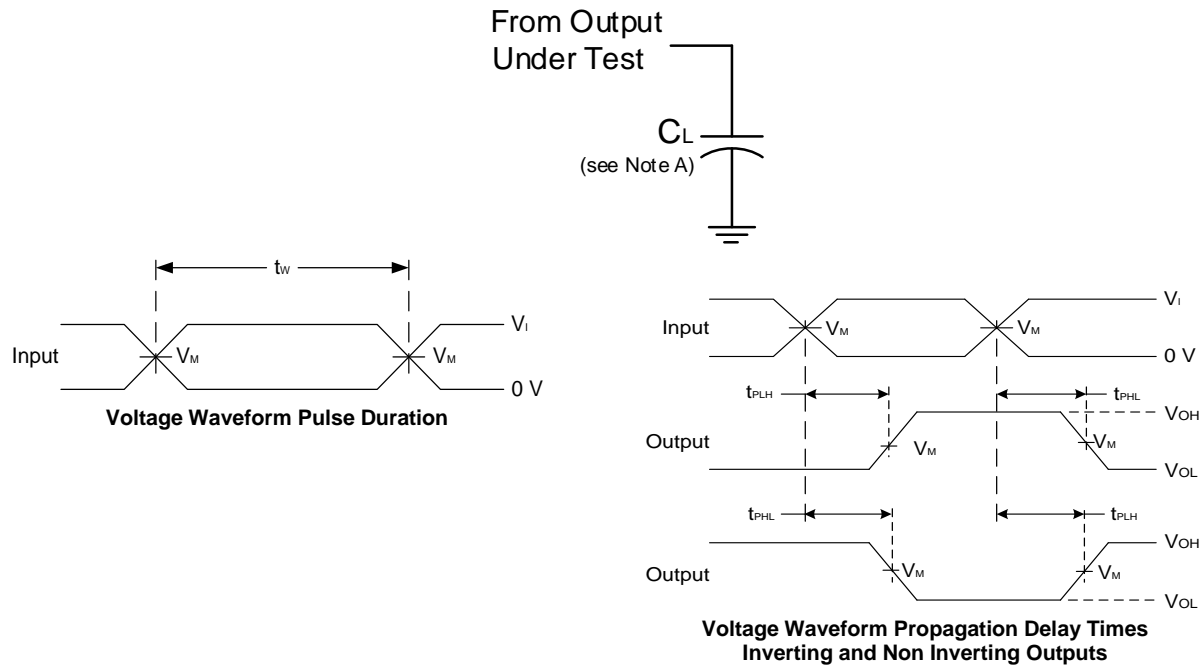 From Output
Under Test
CL
(see Note A)
tW
Input
VM
VM
VI
0 V
Voltage Waveform Pulse Duration
Input
VM
VM
VI
0 V
tPLH
tPHL
Output
VM
VM
VOH
VOL
tPHL
tPLH
Output
VM
VM
VOH
VOL
Voltage Waveform Propagation Delay Times
Inverting and Non Inverting Outputs